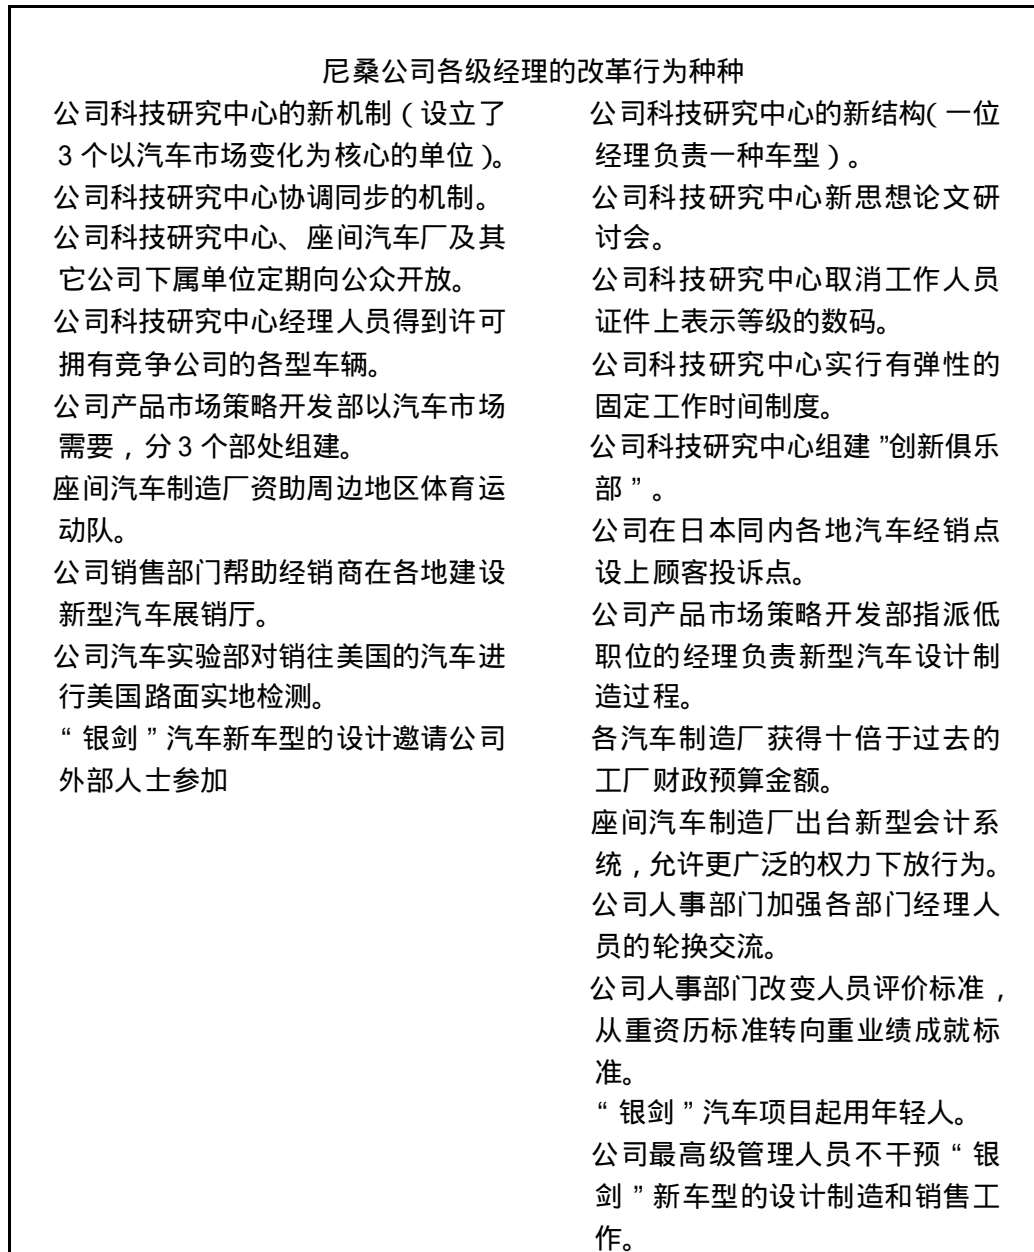 尼桑公司各级经理的改革行为种种
公司科技研究中心的新机制（设立了
3个以汽车市场变化为核心的单位）。
公司科技研究中心协调同步的机制。
公司科技研究中心、座间汽车厂及其
它公司下属单位定期向公众开放。
公司科技研究中心经理人员得到许可
拥有竞争公司的各型车辆。
公司产品市场策略开发部以汽车市场
需要，分3个部处组建。
座间汽车制造厂资助周边地区体育运
动队。
公司销售部门帮助经销商在各地建设
新型汽车展销厅。
公司汽车实验部对销往美国的汽车进
行美国路面实地检测。
“银剑”汽车新车型的设计邀请公司
外部人士参加
公司科技研究中心的新结构（一位
经理负责一种车型）。
公司科技研究中心新思想论文研
讨会。
公司科技研究中心取消工作人员
证件上表示等级的数码。
公司科技研究中心实行有弹性的
固定工作时间制度。
公司科技研究中心组建”创新俱乐
部”。
公司在日本同内各地汽车经销点
设上顾客投诉点。
公司产品市场策略开发部指派低
职位的经理负责新型汽车设计制
造过程。
各汽车制造厂获得十倍于过去的
工厂财政预算金额。
座间汽车制造厂出台新型会计系
统，允许更广泛的权力下放行为。
公司人事部门加强各部门经理人
员的轮换交流。
公司人事部门改变人员评价标准，
从重资历标准转向重业绩成就标
准。
“银剑”汽车项目起用年轻人。
公司最高级管理人员不干预“银
剑”新车型的设计制造和销售工
作。